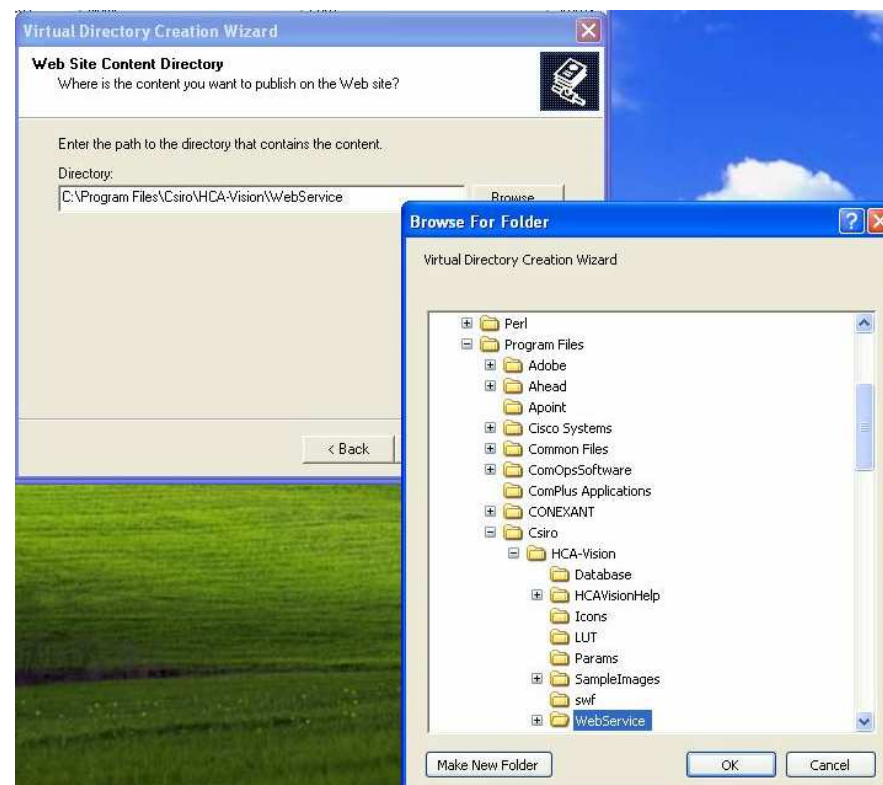 Virtual Directory Creation Wizard
Web Site Content Directory
Where is the content you want to publish on the Web site?
Enter the path to the directory that contains the content.
Directory:
C:\Program Files\Csiro\HCA-Vision\WebService
Browse
< Back
Browse For Folder
Virtual Directory Creation Wizard
Perl
Program Files
Adobe
Ahead
Apoint
Cisco Systems
Common Files
ComOpsSoftware
ComPlus Applications
CONEXANT
Csiro
HCA-Vision
Database
HCAVisionHelp
Icons
LUT
Params
SampleImages
swf
WebService
Make New Folder
OK
Cancel